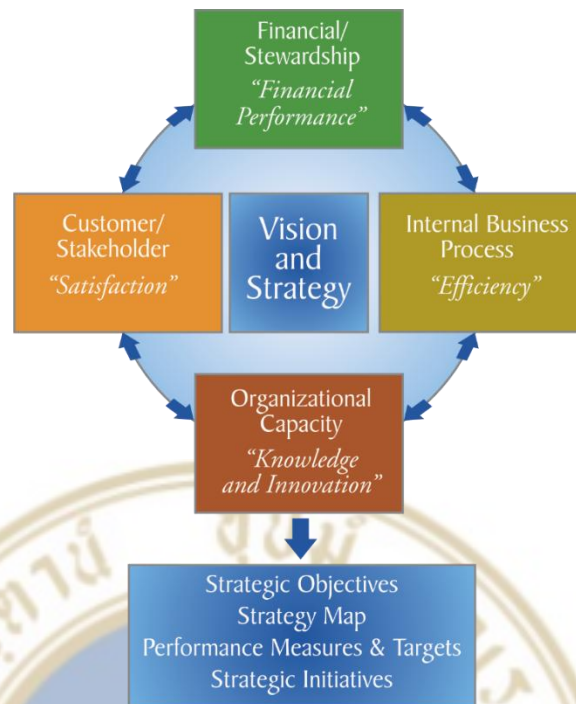 Financial/
Stewardship
“Financial
Performance”
Customer/
Stakeholder
“Satisfaction”
Vision
and
Strategy
Internal Business
Process
“Efficiency”
Organizational
Capacity
“Knowledge
and Innovation”
Strategic Objectives
Strategy Map
Performance Measures & Targets
Strategic Initiatives